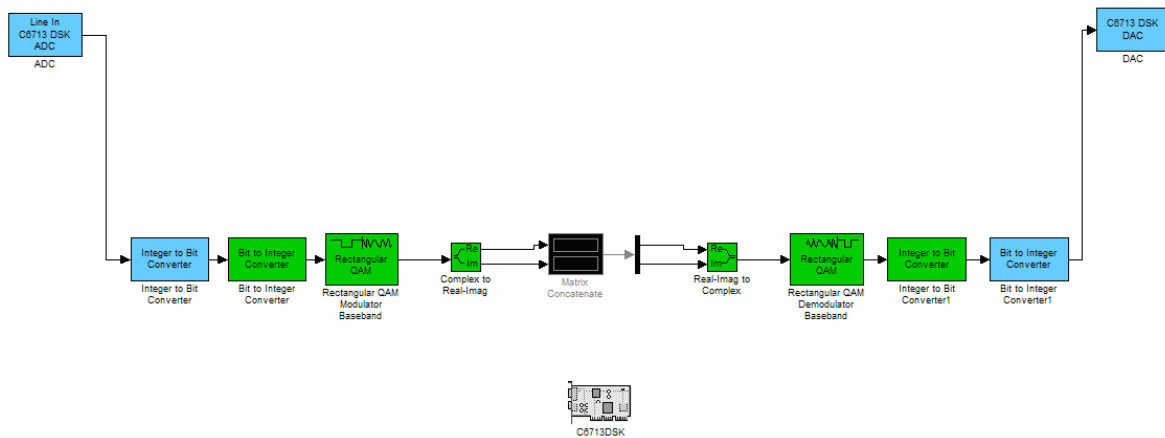 Line In
C6713 DSK
ADC
ADC
C6713 DSK
DAC
DAC
Integer to Bit
Converter
Integer to Bit
Converter
Bit to Integer
Converter
Bit to Integer
Converter
Rectangular
QAM
Rectangular QAM
Modulator
Baseband
Re
Im
Complex to
Real-Imag
Matrix
Concatenate
Re
Im
Real-Imag to
Complex
Rectangular
QAM
Rectangular QAM
Demodulator
Baseband
Integer to Bit
Converter
Integer to Bit
Converter1
Bit to Integer
Converter
Bit to Integer
Converter1
C6713DSK